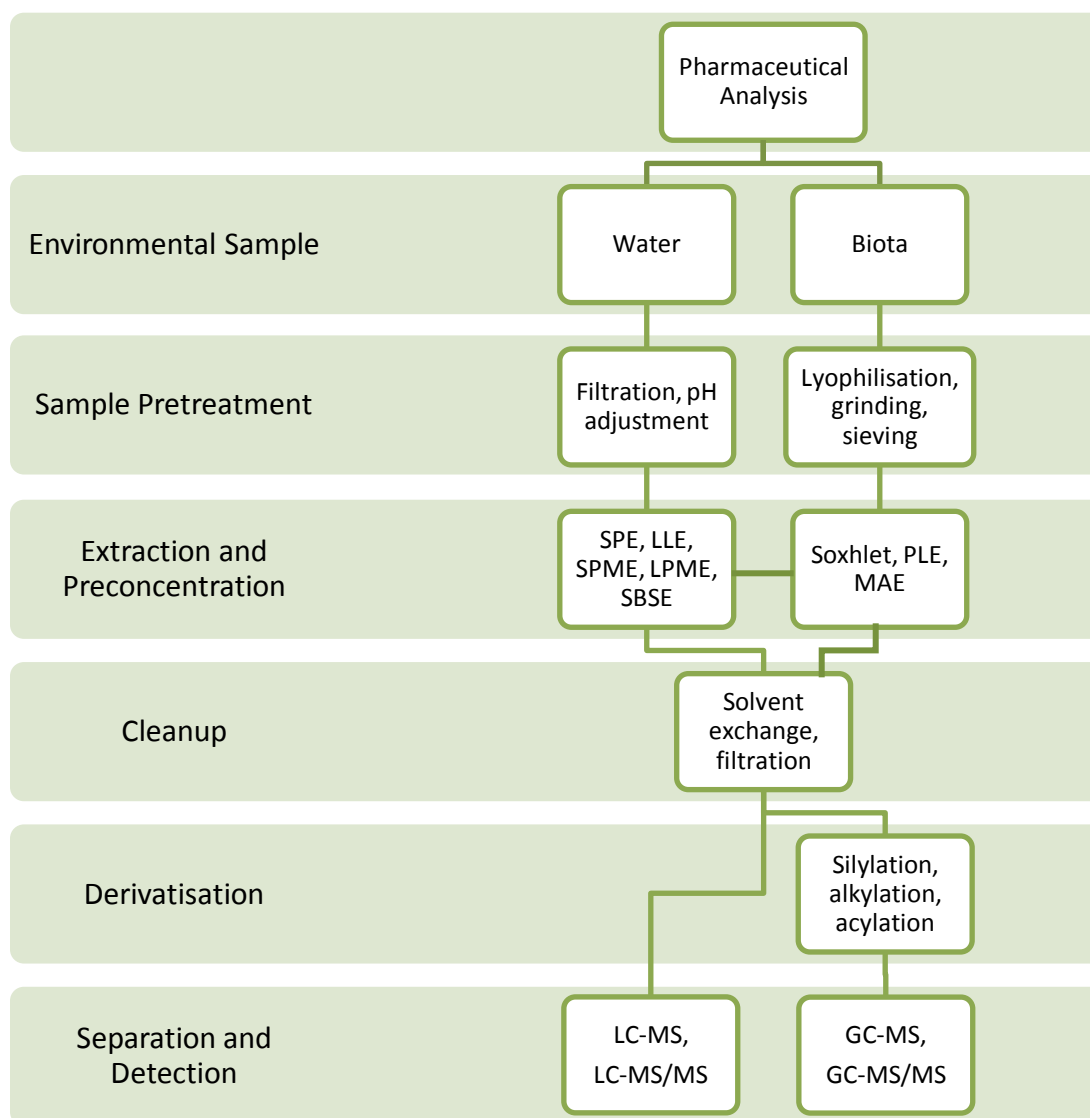 Pharmaceutical
Analysis
Environmental Sample
Water
Biota
Sample Pretreatment
Filtration, pH
adjustment
Lyophilisation,
grinding,
sieving
Extraction and
Preconcentration
SPE, LLE,
SPME, LPME,
SBSE
Soxhlet, PLE,
MAE
Cleanup
Solvent
exchange,
filtration
Derivatisation
Silylation,
alkylation,
acylation
Separation and
Detection
LC-MS,
LC-MS/MS
GC-MS,
GC-MS/MS